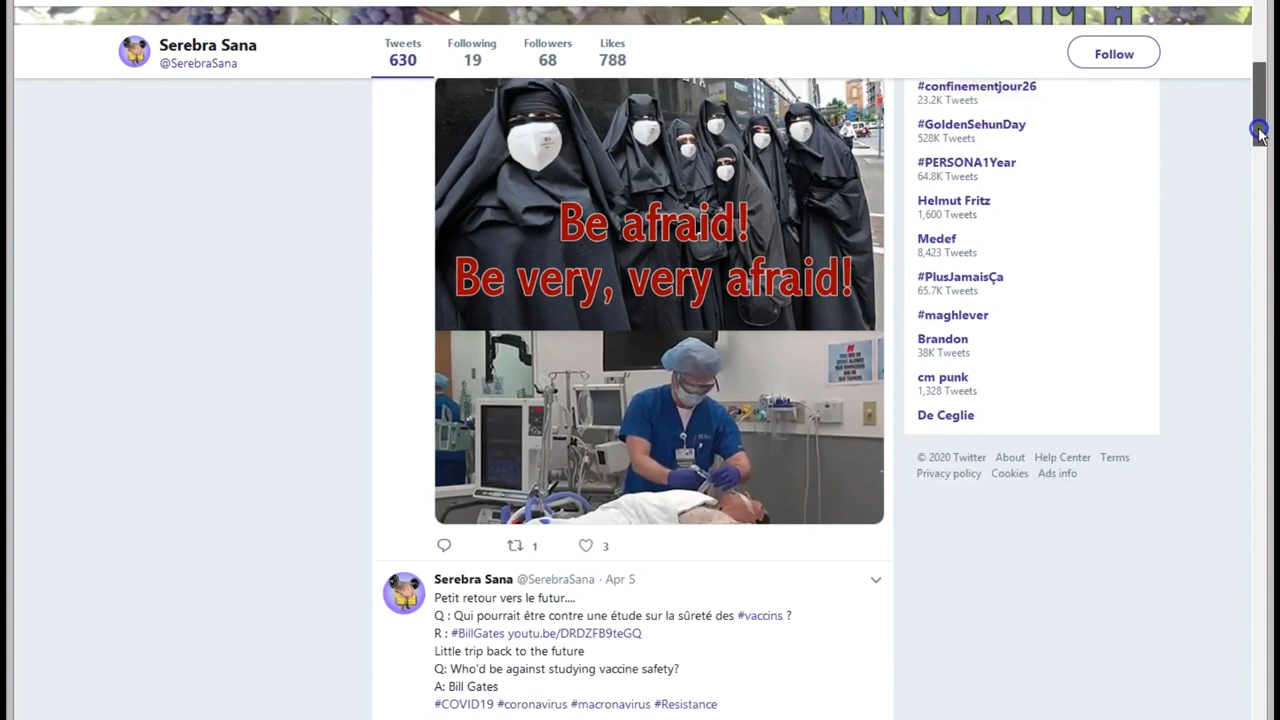 ON TRUTH
Serebra Sana
@SerebraSana
Tweets
630
Following
19
Followers
68
Likes
788
Follow
Be afraid!
Be very, very afraid!
1
3
Serebra Sana @SerebraSana · Apr 5
Petit retour vers le futur....
Q : Qui pourrait être contre une étude sur la sûreté des #vaccins ?
R : #BillGates youtu.be/DRDZFB9teGQ
Little trip back to the future
Q: Who'd be against studying vaccine safety?
A: Bill Gates
#COVID19 #coronavirus #macronavirus #Resistance
#confinementjour26
23.2K Tweets
#GoldenSehunDay
528K Tweets
#PERSONA1Year
64.8K Tweets
Helmut Fritz
1,600 Tweets
Medef
8,423 Tweets
#PlusJamaisÇa
65.7K Tweets
#maghlever
Brandon
38K Tweets
cm punk
1,328 Tweets
De Ceglie
© 2020 Twitter About Help Center Terms
Privacy policy Cookies Ads info